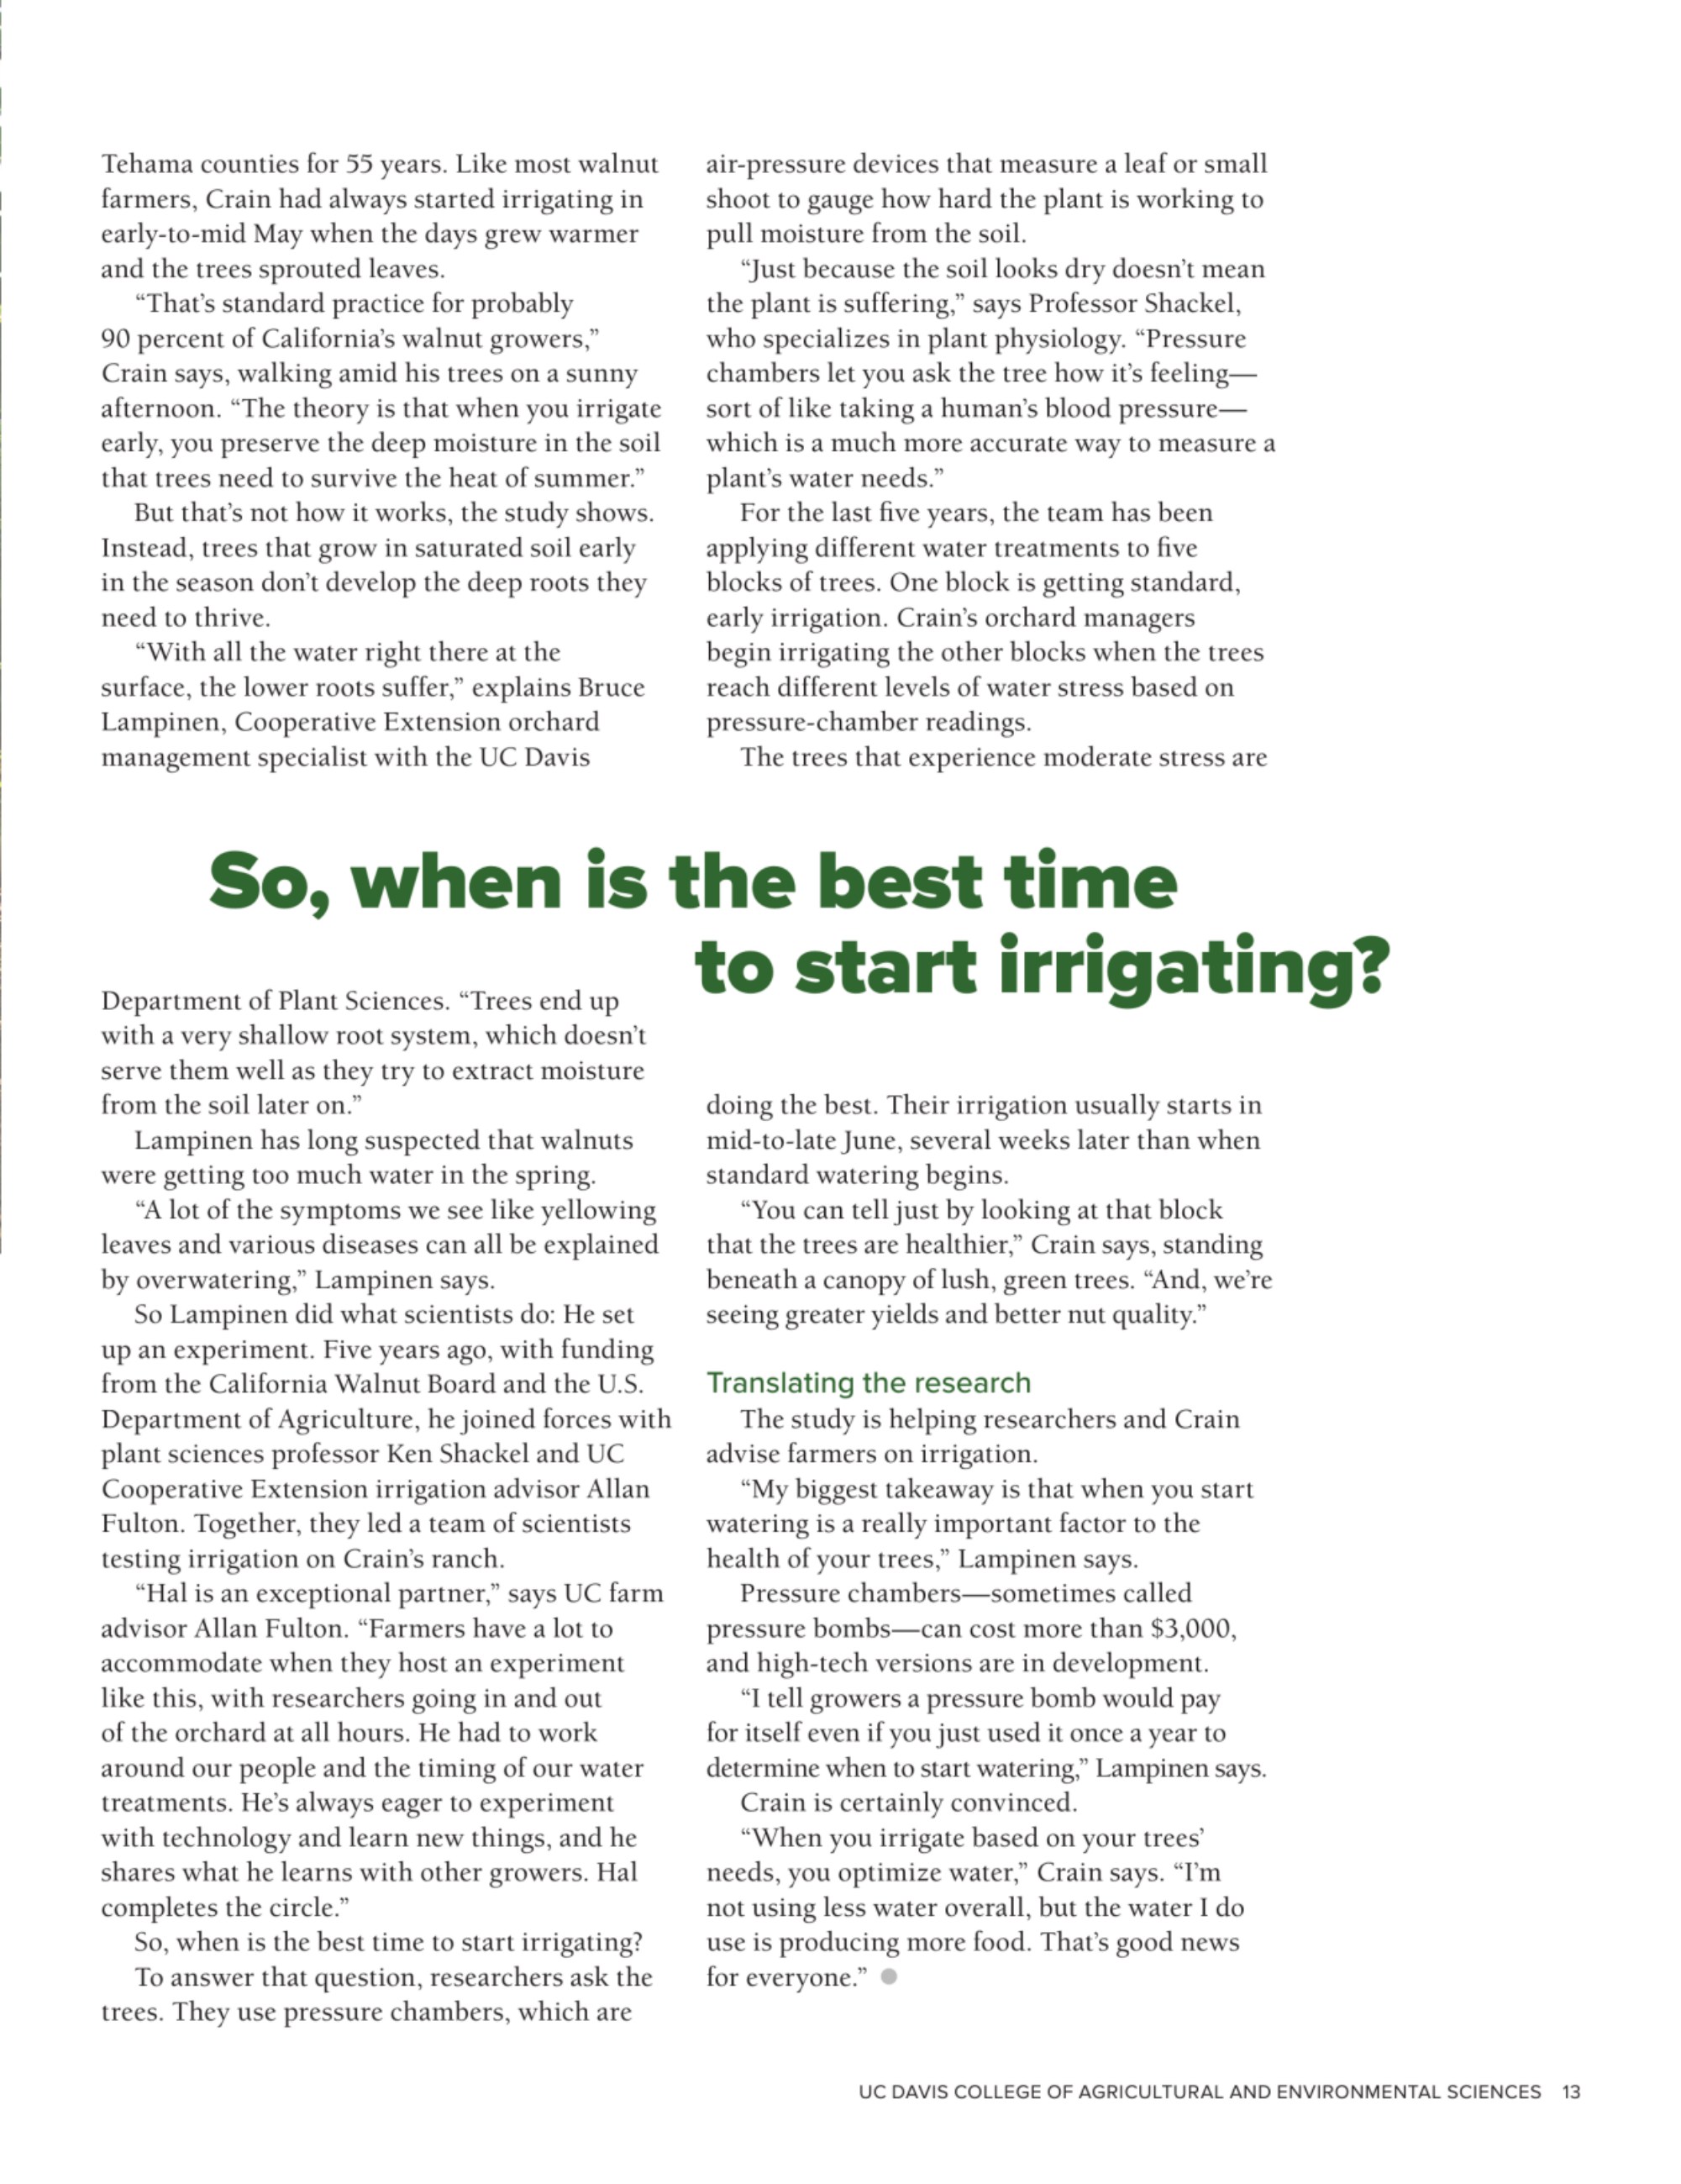 Tehama counties for 55 years. Like most walnut
farmers, Crain had always started irrigating in
early-to-mid May when the days grew warmer
and the trees sprouted leaves.
“That’s standard practice for probably
90 percent of California’s walnut growers,”
Crain says, walking amid his trees on a sunny
afternoon. “The theory is that when you irrigate
early, you preserve the deep moisture in the soil
that trees need to survive the heat of summer.”
But that’s not how it works, the study shows.
Instead, trees that grow in saturated soil early
in the season don’t develop the deep roots they
need to thrive.
“With all the water right there at the
surface, the lower roots suffer,” explains Bruce
Lampinen, Cooperative Extension orchard
management specialist with the UC Davis
Department of Plant Sciences. “Trees end up
with a very shallow root system, which doesn’t
serve them well as they try to extract moisture
from the soil later on.”
Lampinen has long suspected that walnuts
were getting too much water in the spring.
“A lot of the symptoms we see like yellowing
leaves and various diseases can all be explained
by overwatering,” Lampinen says.
So Lampinen did what scientists do: He set
up an experiment. Five years ago, with funding
from the California Walnut Board and the U.S.
Department of Agriculture, he joined forces with
plant sciences professor Ken Shackel and UC
Cooperative Extension irrigation advisor Allan
Fulton. Together, they led a team of scientists
testing irrigation on Crain’s ranch.
“Hal is an exceptional partner,” says UC farm
advisor Allan Fulton. “Farmers have a lot to
accommodate when they host an experiment
like this, with researchers going in and out
of the orchard at all hours. He had to work
around our people and the timing of our water
treatments. He’s always eager to experiment
with technology and learn new things, and he
shares what he learns with other growers. Hal
completes the circle.”
So, when is the best time to start irrigating?
To answer that question, researchers ask the
trees. They use pressure chambers, which are
air-pressure devices that measure a leaf or small
shoot to gauge how hard the plant is working to
pull moisture from the soil.
“Just because the soil looks dry doesn’t mean
the plant is suffering,” says Professor Shackel,
who specializes in plant physiology. “Pressure
chambers let you ask the tree how it’s feeling—
sort of like taking a human’s blood pressure—
which is a much more accurate way to measure a
plant’s water needs.”
For the last five years, the team has been
applying different water treatments to five
blocks of trees. One block is getting standard,
early irrigation. Crain’s orchard managers
begin irrigating the other blocks when the trees
reach different levels of water stress based on
pressure-chamber readings.
The trees that experience moderate stress are
So, when is the best time
to start irrigating?
doing the best. Their irrigation usually starts in
mid-to-late June, several weeks later than when
standard watering begins.
“You can tell just by looking at that block
that the trees are healthier,” Crain says, standing
beneath a canopy of lush, green trees. “And, we’re
seeing greater yields and better nut quality.”
Translating the research
The study is helping researchers and Crain
advise farmers on irrigation.
“My biggest takeaway is that when you start
watering is a really important factor to the
health of your trees,” Lampinen says.
Pressure chambers—sometimes called
pressure bombs—can cost more than $3,000,
and high-tech versions are in development.
“I tell growers a pressure bomb would pay
for itself even if you just used it once a year to
determine when to start watering,” Lampinen says.
Crain is certainly convinced.
“When you irrigate based on your trees’
needs, you optimize water,” Crain says. “I’m
not using less water overall, but the water I do
use is producing more food. That’s good news
for everyone.”
UC DAVIS COLLEGE OF AGRICULTURAL AND ENVIRONMENTAL SCIENCES 13